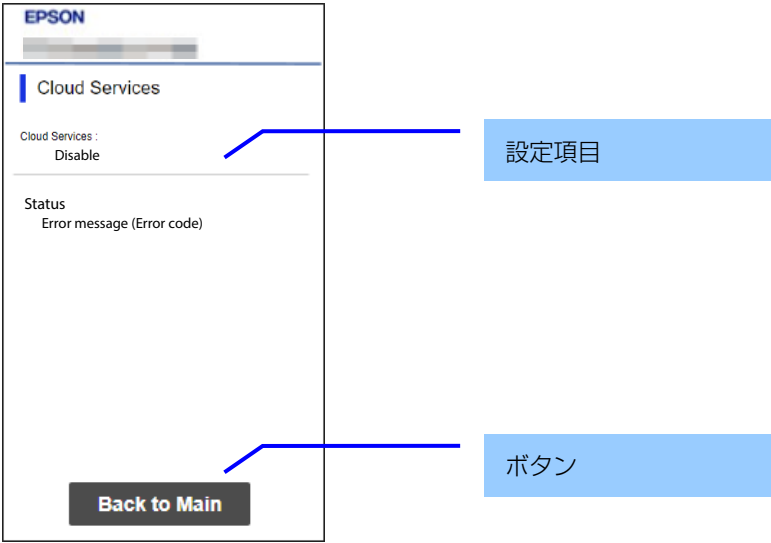 EPSON
Cloud Services
Cloud Services :
Disable
設定項目
Status
Error message (Error code)
ボタン
Back to Main